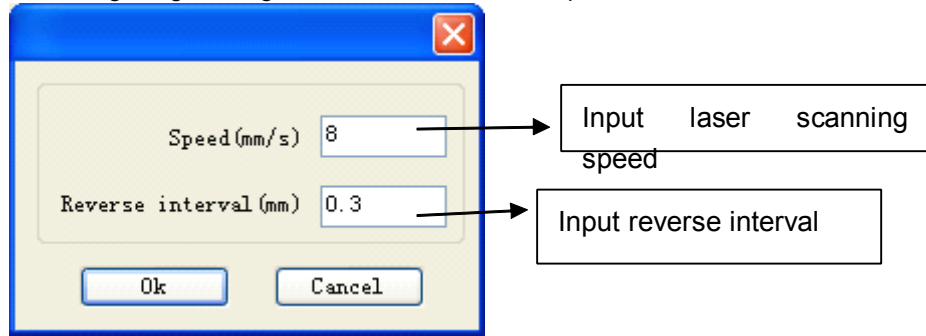 Speed(mm/s) 8
Input laser scanning
speed
Reverse interval(mm) 0.3
Input reverse interval
Ok Cancel